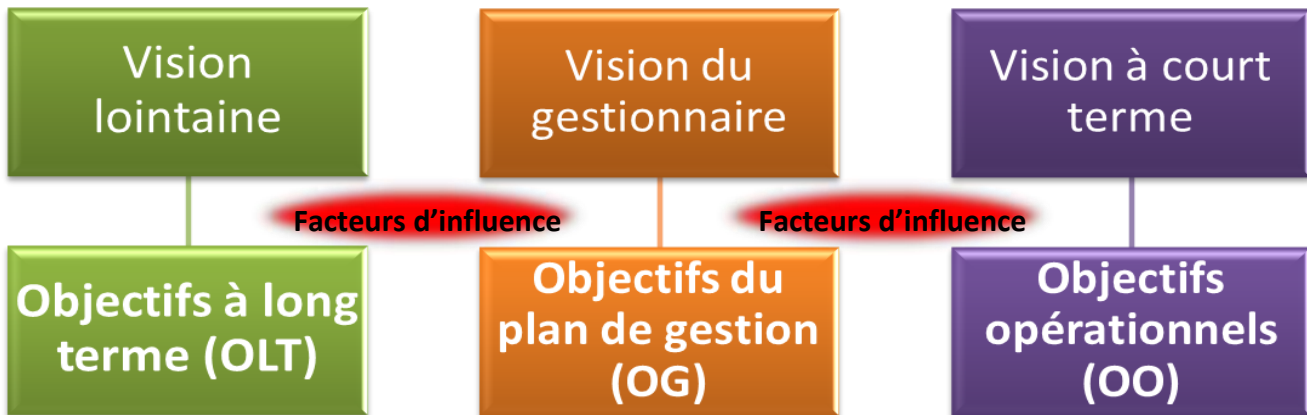 Vision
lointaine
Vision du
gestionnaire
Vision à court
terme
Facteurs d’influence
Facteurs d’influence
Objectifs à long
terme (OLT)
Objectifs du
plan de gestion
(OG)
Objectifs
opérationnels
(OO)